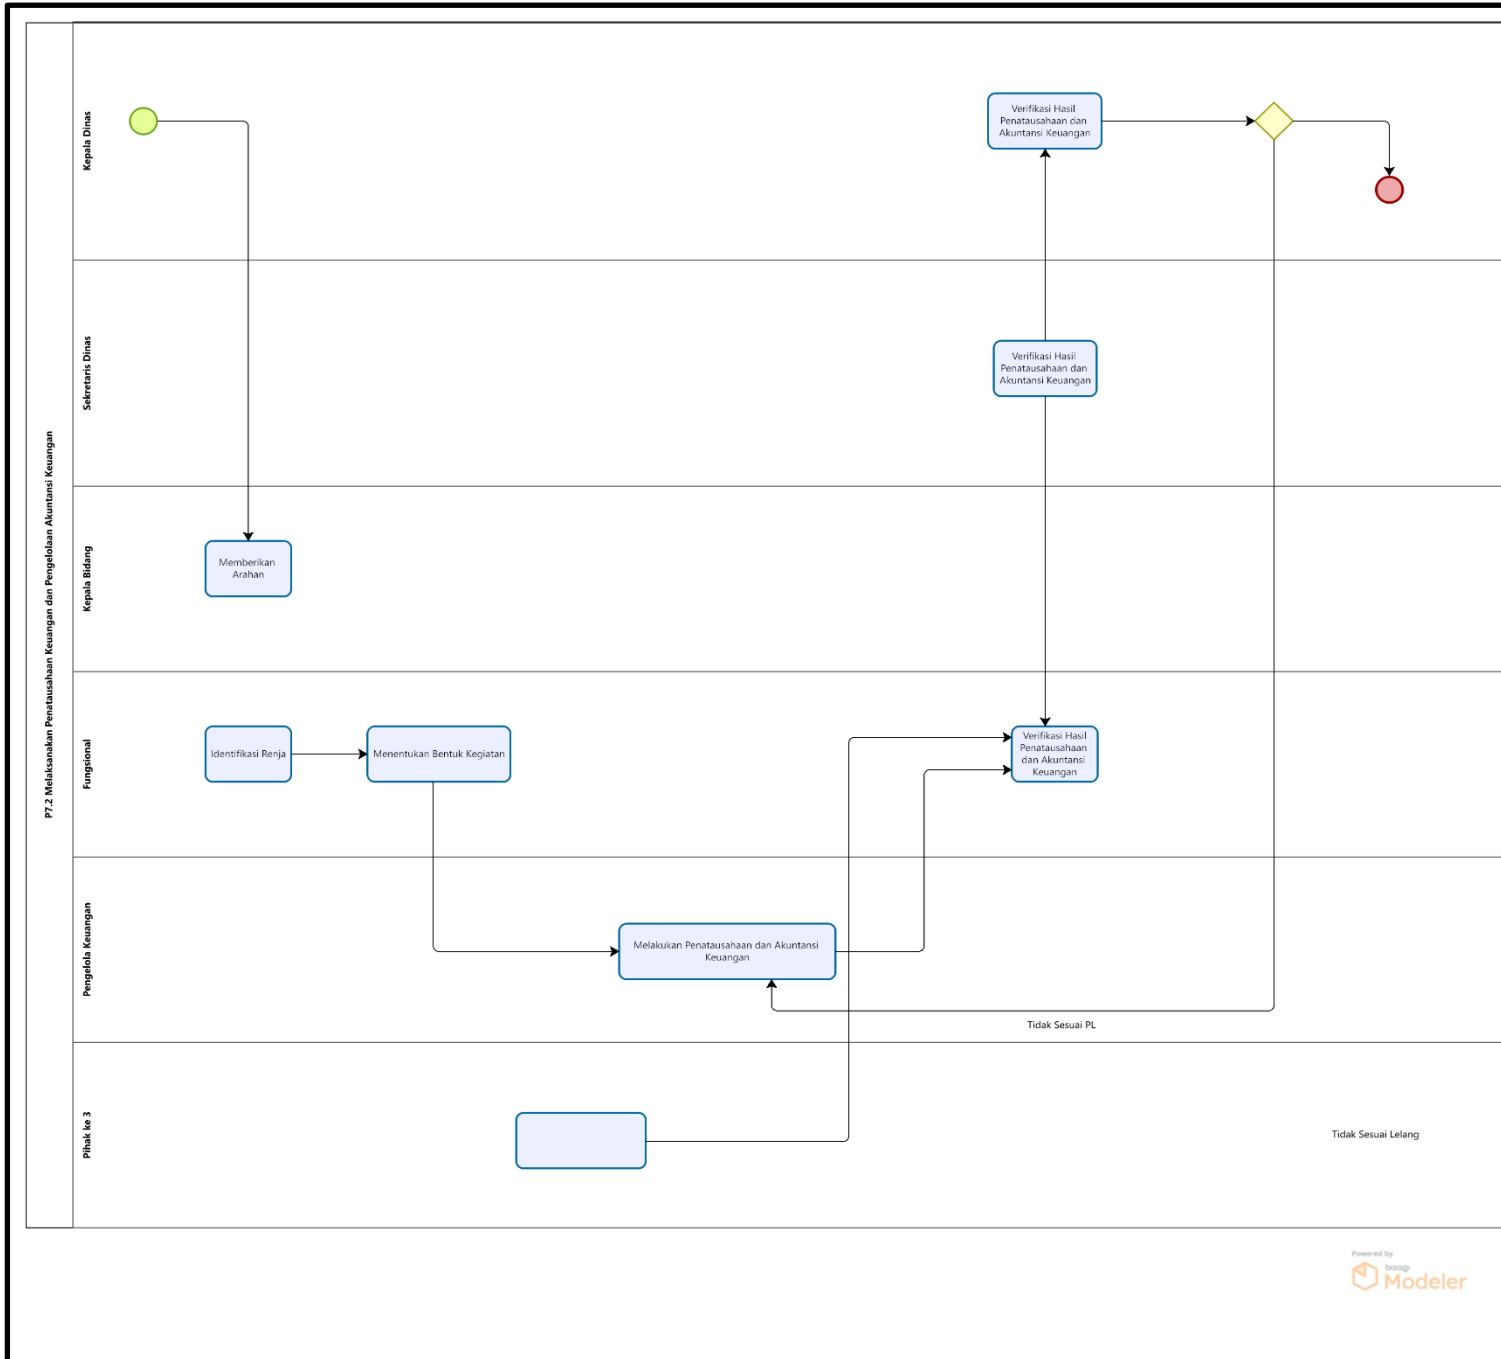 P7.2 Melaksanakan Penatausahaan Keuangan dan Pengelolaan Akuntansi Keuangan
Kepala Dinas
Verifikasi Hasil
Penatausahaan dan
Akuntansi Keuangan
Sekretaris Dinas
Verifikasi Hasil
Penatausahaan dan
Akuntansi Keuangan
Kepala Bidang
Memberikan
Arahan
Fungsional
Identifikasi Renja
Menentukan Bentuk Kegiatan
Verifikasi Hasil
Penatausahaan
dan Akuntansi
Keuangan
Pengelola Keuangan
Melakukan Penatausahaan dan Akuntansi
Keuangan
Tidak Sesuai PL
Pihak ke 3
Tidak Sesuai Lelang
Powered by
bizagi
Modeler